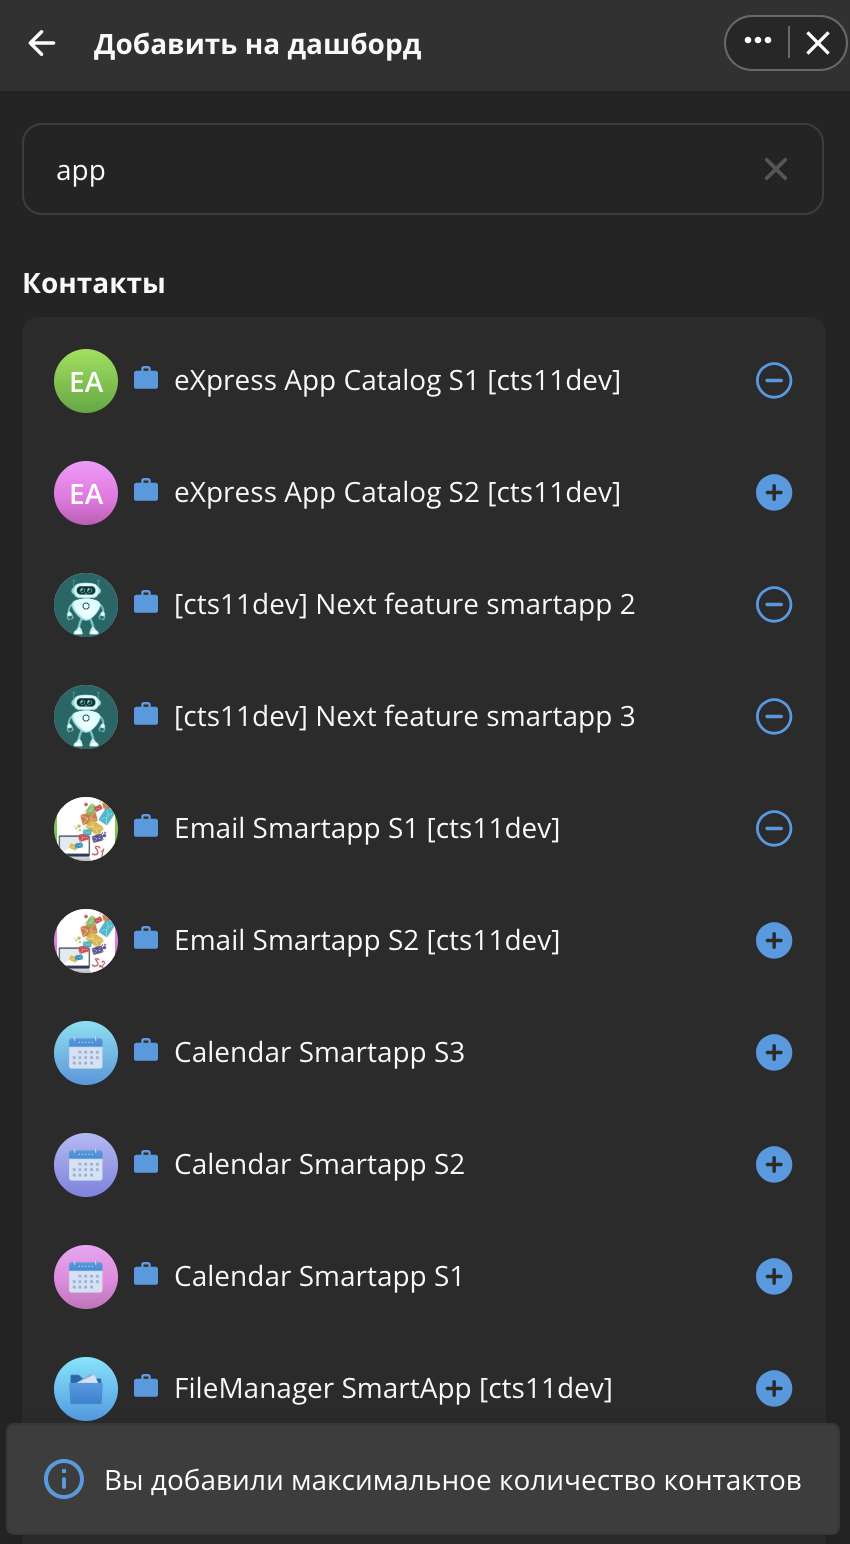 Добавить на дашборд
app
Контакты
EA eXpress App Catalog S1 [cts11dev]
EA eXpress App Catalog S2 [cts11dev]
[cts11dev] Next feature smartapp 2
[cts11dev] Next feature smartapp 3
S1 Email Smartapp S1 [cts11dev]
S2 Email Smartapp S2 [cts11dev]
Calendar Smartapp S3
Calendar Smartapp S2
Calendar Smartapp S1
FileManager SmartApp [cts11dev]
Вы добавили максимальное количество контактов